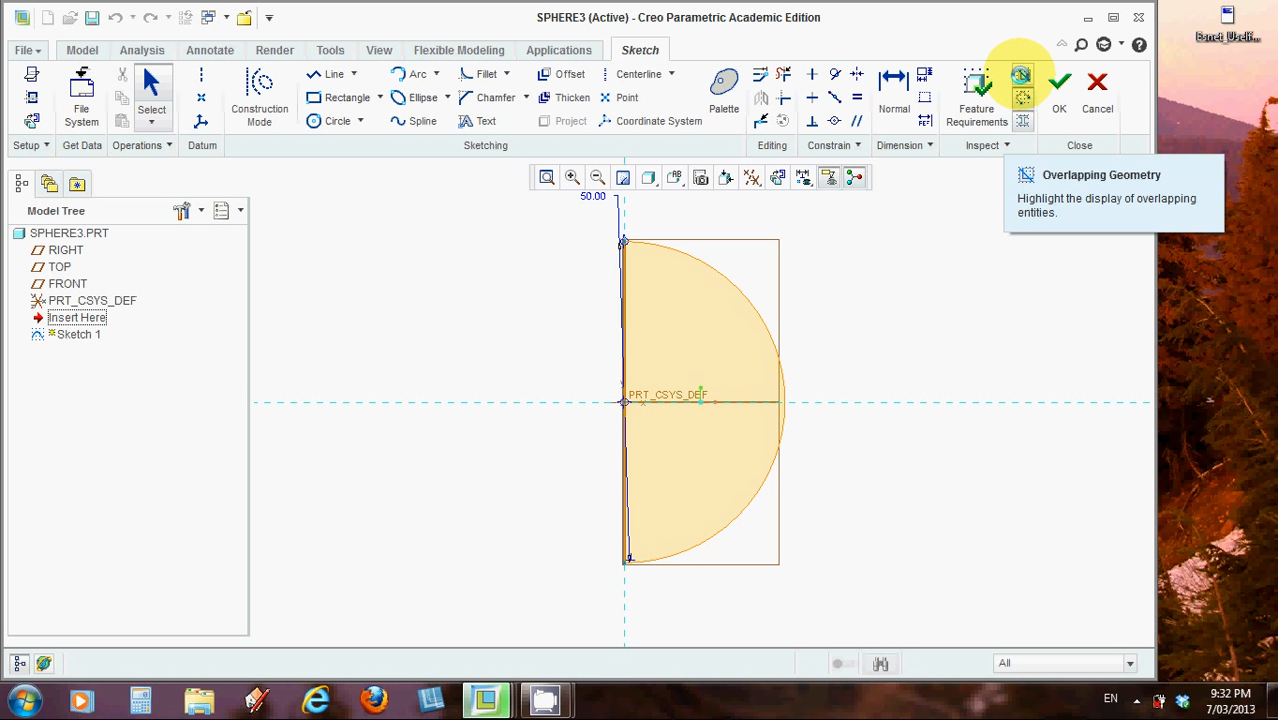 SPHERE3 (Active) - Creo Parametric Academic Edition
File
Model
Analysis
Annotate
Render
Tools
View
Flexible Modeling
Applications
Sketch
Line
Arc
Fillet
Offset
Centerline
Rectangle
Ellipse
Chamfer
Thicken
Point
Circle
Spline
Text
Project
Coordinate System
File
System
Select
Construction
Mode
Palette
Normal
Feature
Requirements
OK
Cancel
Setup
Get Data
Operations
Datum
Sketching
Editing
Constrain
Dimension
Inspect
Close
Overlapping Geometry
Highlight the display of overlapping
entities.
Model Tree
SPHERE3.PRT
RIGHT
TOP
FRONT
PRT_CSYS_DEF
Insert Here
Sketch 1
50.00
PRT_CSYS_DEF
All
EN
9:32 PM
7/03/2013